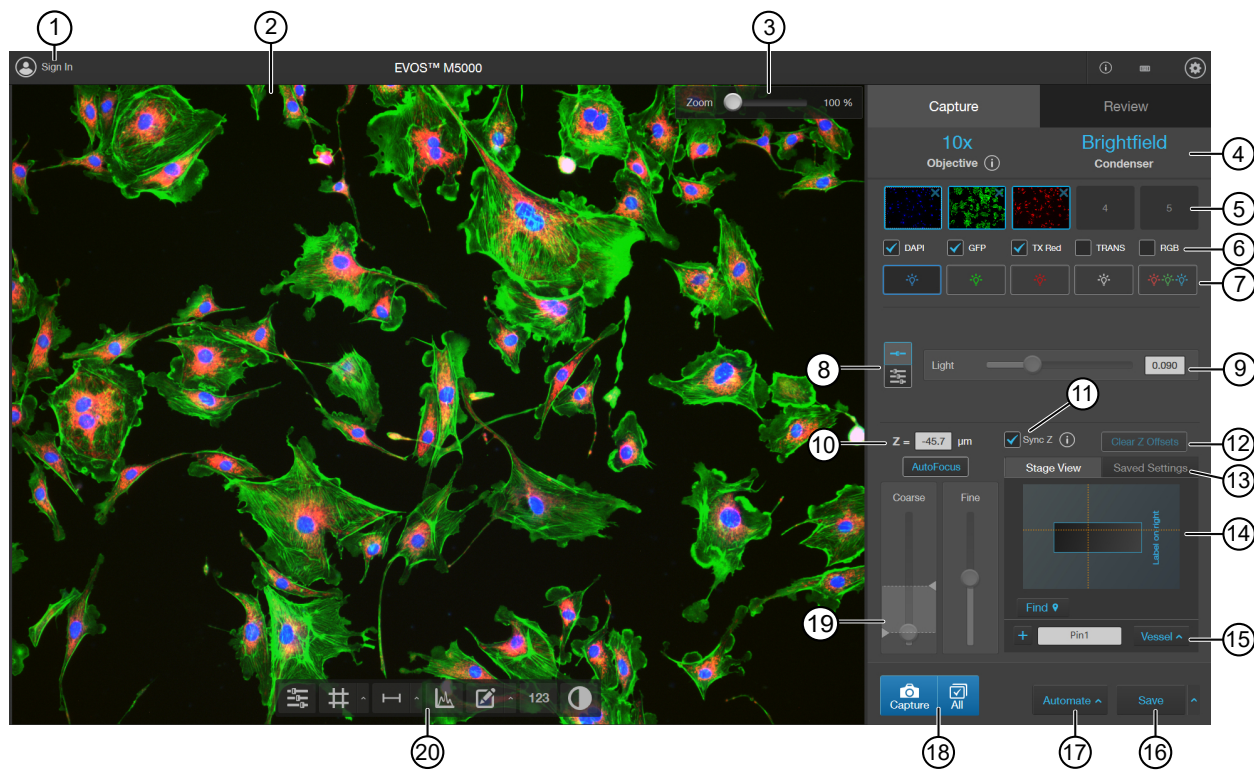 1 2 3
Sign In EVOS™ M5000
Zoom 100 %
Capture Review
10x Brightfield
Objective i Condenser 4
4 5 5
DAPI GFP TX Red TRANS RGB 6
7
8 Light 0.090 9
11
10 Z = -45.7 µm Sync Z i Clear Z Offsets 12
AutoFocus Stage View Saved Settings 13
Coarse Fine
Label on right 14
19
Find
+ Pin1 Vessel 15
123
Capture All Automate Save
20 18 17 16